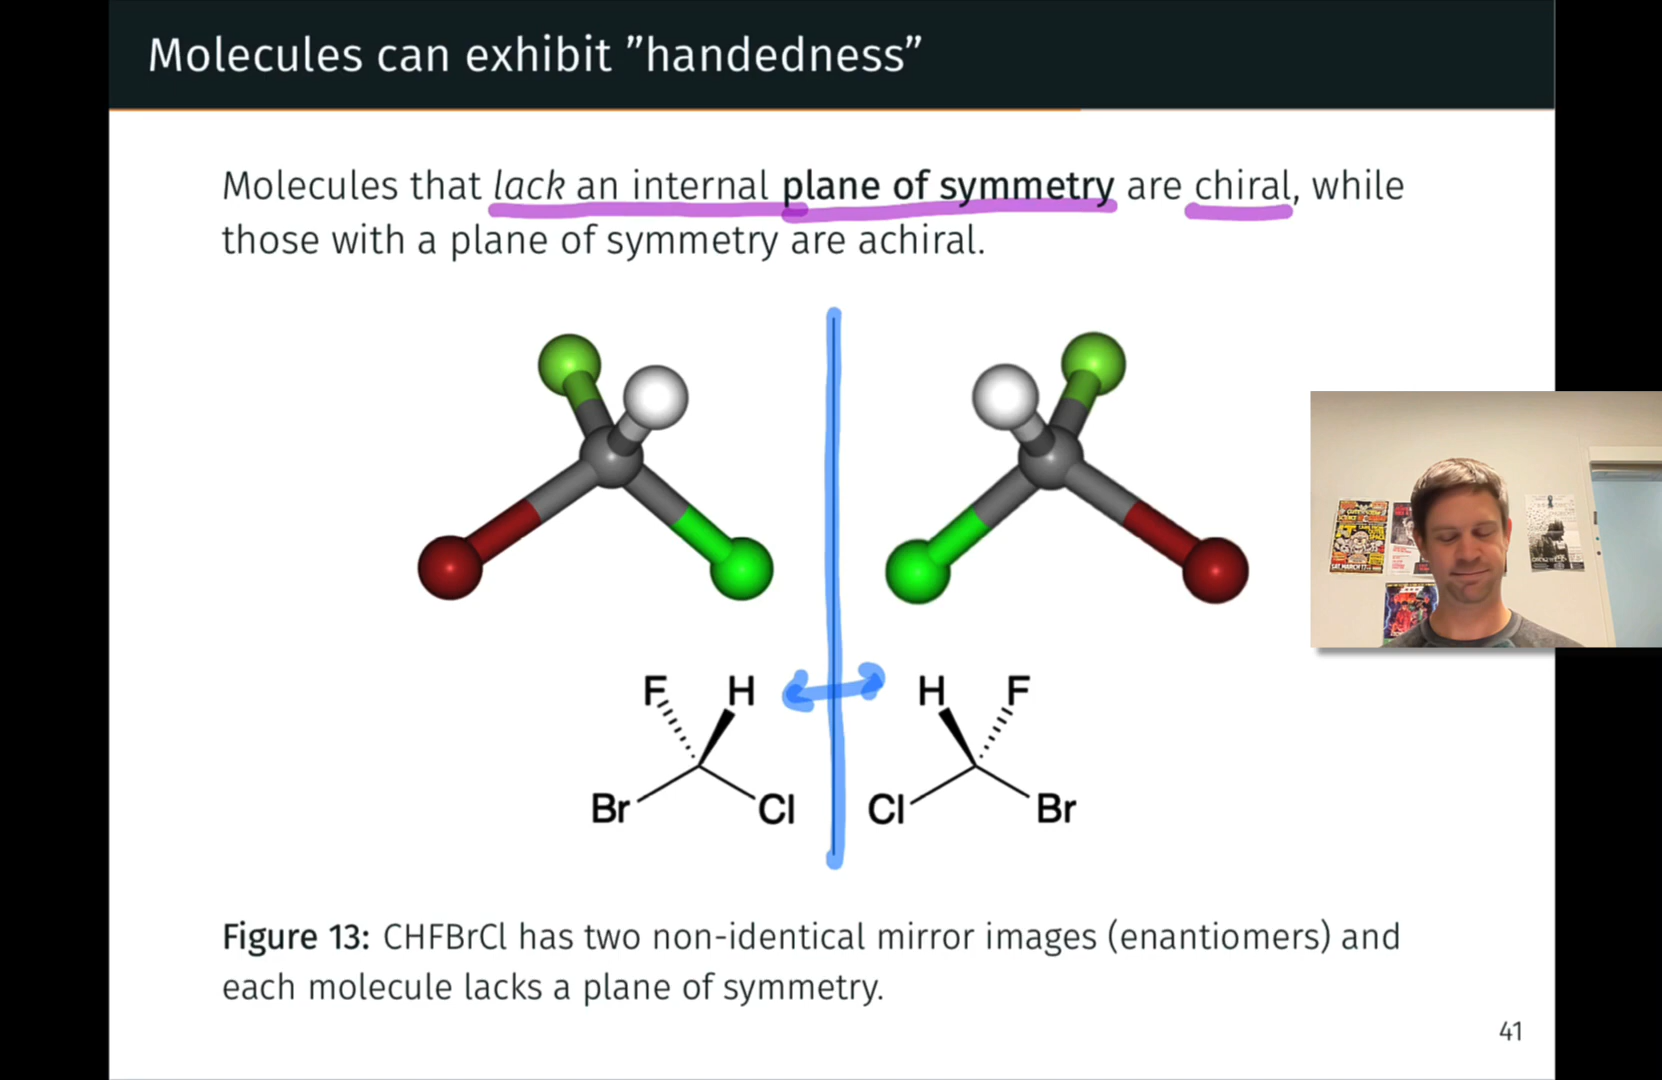 Molecules can exhibit ”handedness”
Molecules that lack an internal plane of symmetry are chiral, while
those with a plane of symmetry are achiral.
F H H F
Br Cl Cl Br
Figure 13: CHFBrCl has two non-identical mirror images (enantiomers) and
each molecule lacks a plane of symmetry.
41